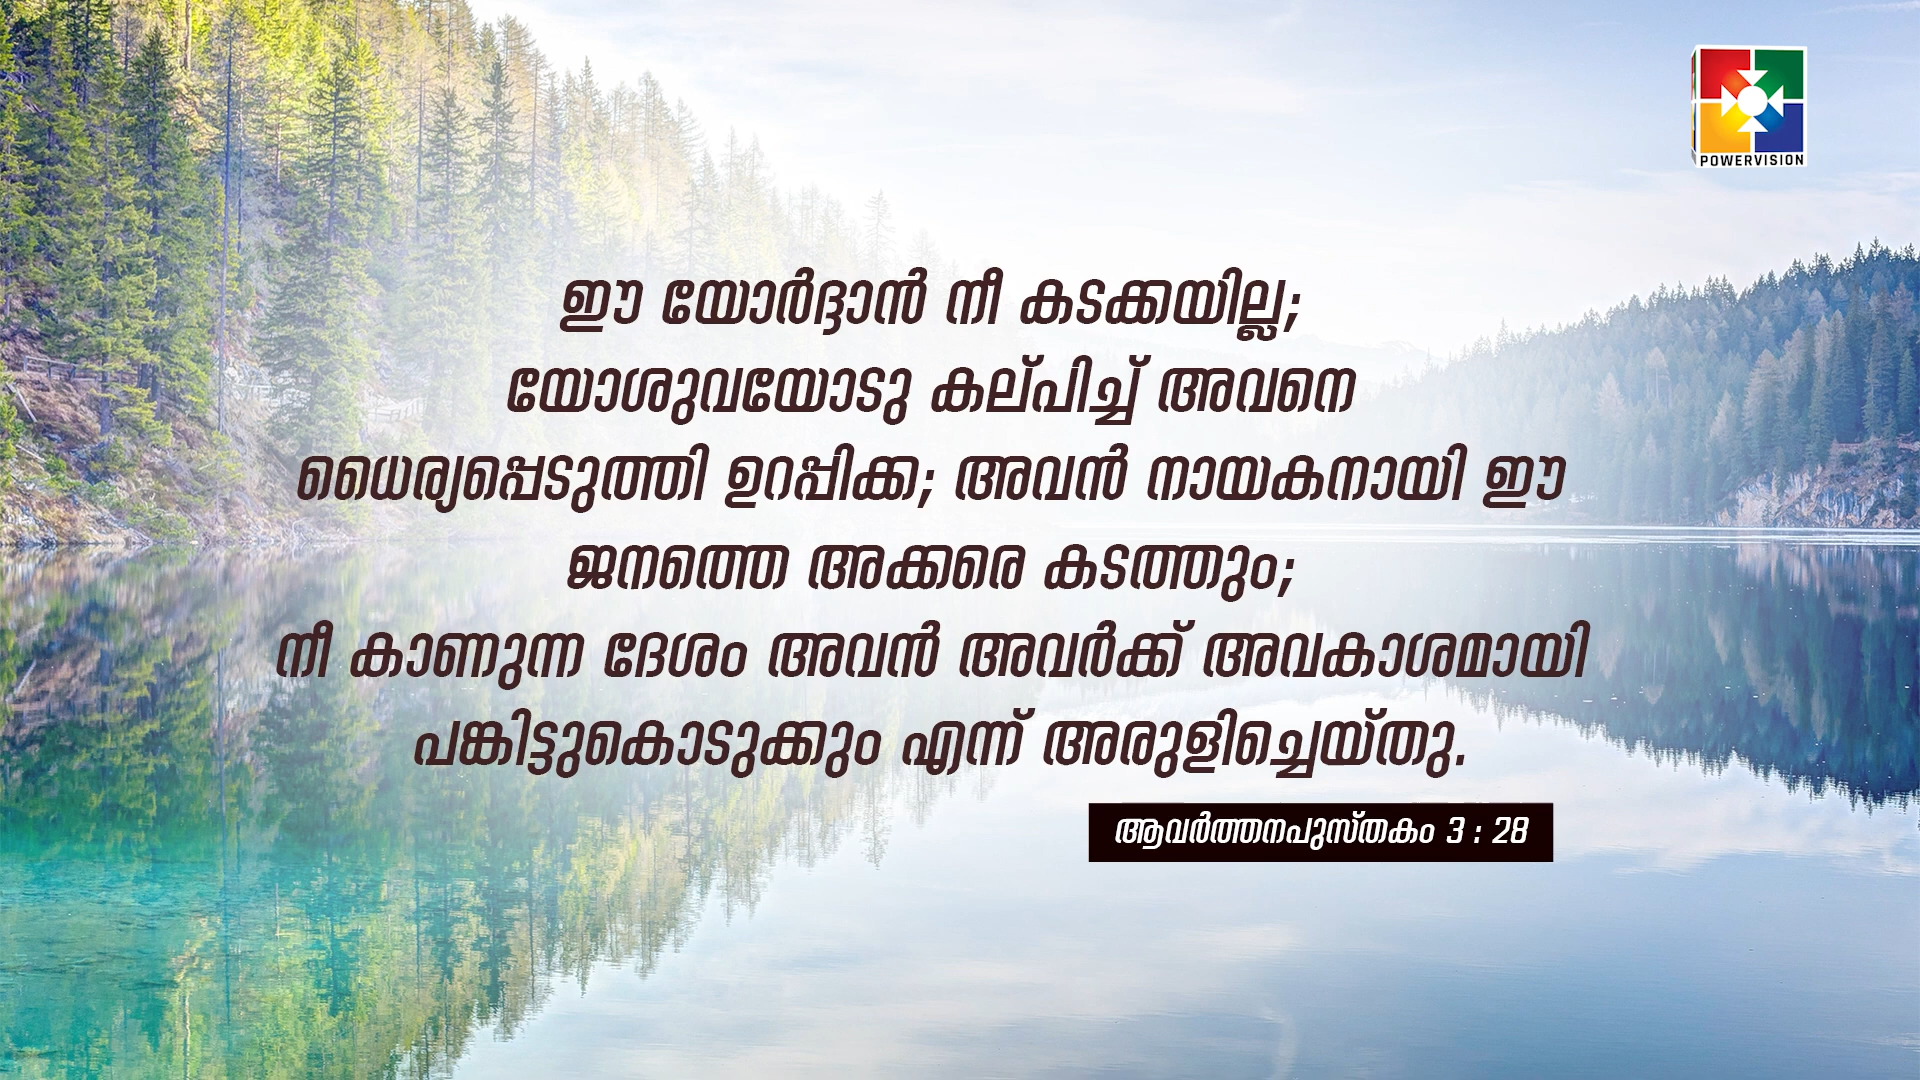 POWERVISION
ഈ യോർദ്ദാൻ നീ കടക്കയില്ല;
യോശുവയോടു കല്പിച്ച് അവനെ
ധൈര്യപ്പെടുത്തി ഉറപ്പിക്ക; അവൻ നായകനായി ഈ
ജനത്തെ അക്കരെ കടത്തും;
നീ കാണുന്ന ദേശം അവൻ അവർക്ക് അവകാശമായി
പങ്കിട്ടുകൊടുക്കും എന്ന് അരുളിച്ചെയ്തു.
ആവർത്തനപുസ്തകം 3 : 28